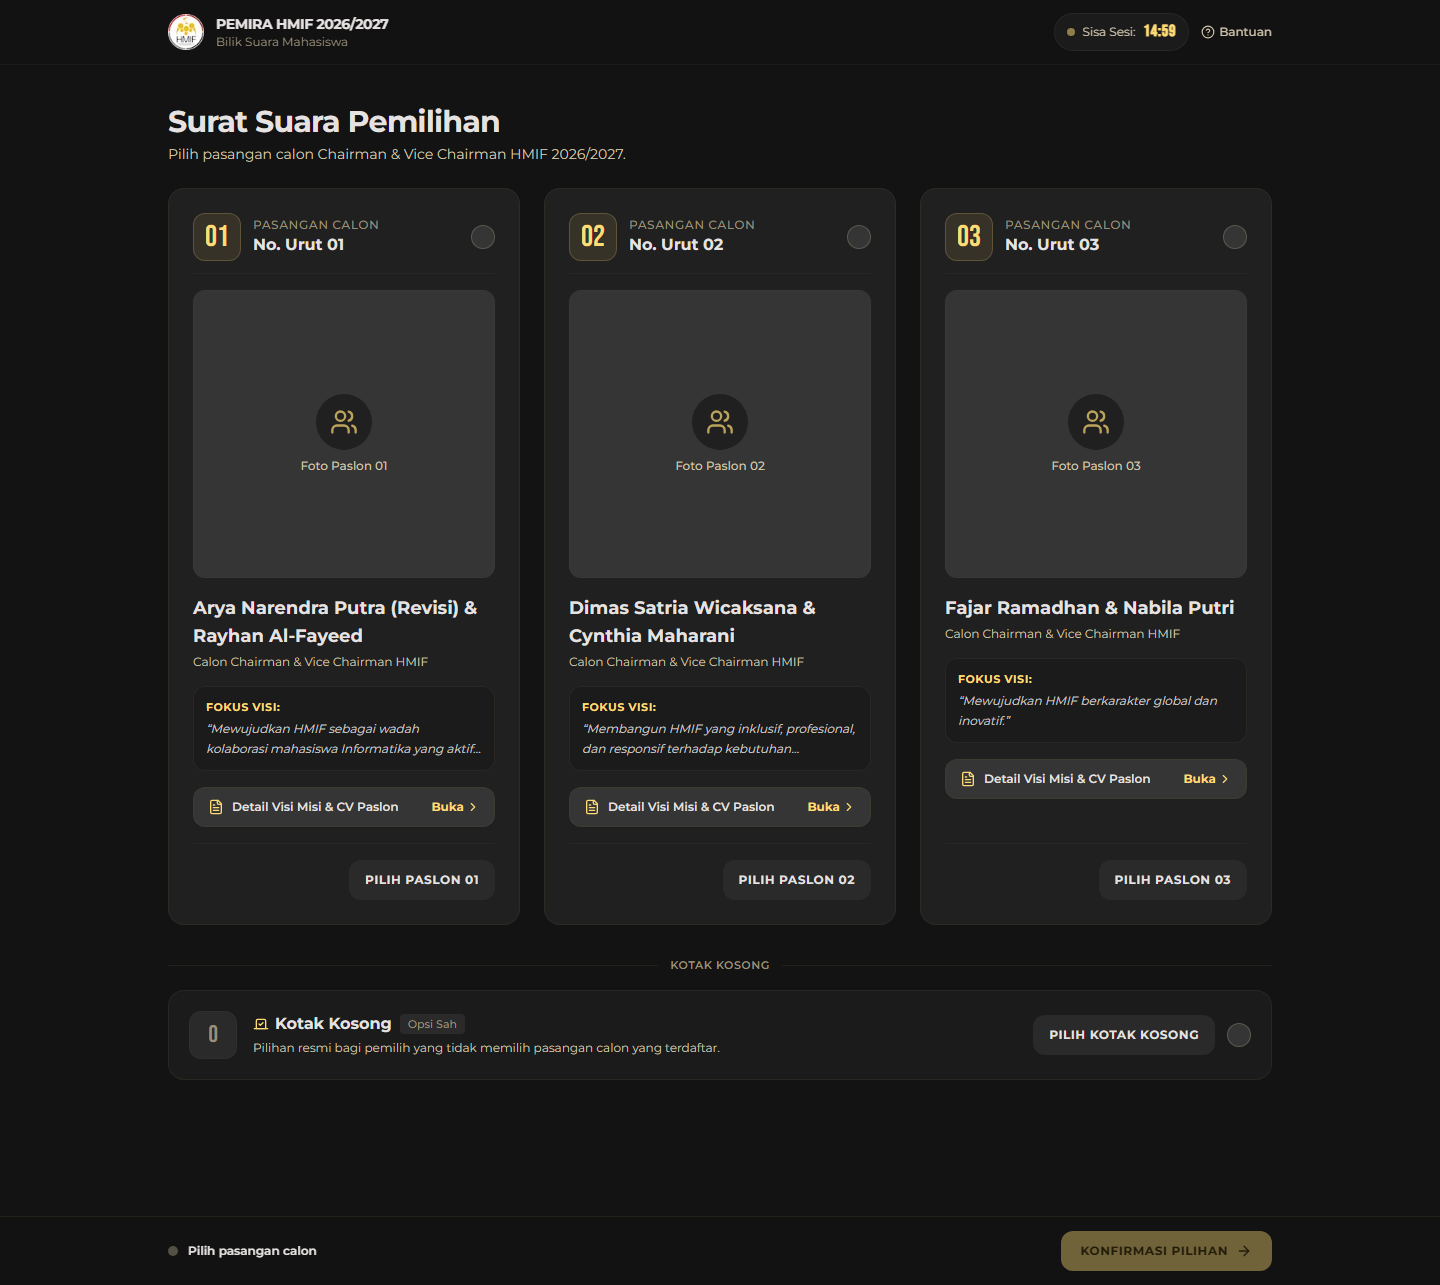 HMIF
PEMIRA HMIF 2026/2027
Bilik Suara Mahasiswa
Sisa Sesi: 14:59
Bantuan
Surat Suara Pemilihan
Pilih pasangan calon Chairman & Vice Chairman HMIF 2026/2027.
01
PASANGAN CALON
No. Urut 01
Foto Paslon 01
Arya Narendra Putra (Revisi) &
Rayhan Al-Fayeed
Calon Chairman & Vice Chairman HMIF
FOKUS VISI:
“Mewujudkan HMIF sebagai wadah
kolaborasi mahasiswa Informatika yang aktif...
Detail Visi Misi & CV Paslon Buka
PILIH PASLON 01
02
PASANGAN CALON
No. Urut 02
Foto Paslon 02
Dimas Satria Wicaksana &
Cynthia Maharani
Calon Chairman & Vice Chairman HMIF
FOKUS VISI:
“Membangun HMIF yang inklusif, profesional,
dan responsif terhadap kebutuhan...
Detail Visi Misi & CV Paslon Buka
PILIH PASLON 02
03
PASANGAN CALON
No. Urut 03
Foto Paslon 03
Fajar Ramadhan & Nabila Putri
Calon Chairman & Vice Chairman HMIF
FOKUS VISI:
“Mewujudkan HMIF berkarakter global dan
inovatif.”
Detail Visi Misi & CV Paslon Buka
PILIH PASLON 03
KOTAK KOSONG
0
Kotak Kosong Opsi Sah
Pilihan resmi bagi pemilih yang tidak memilih pasangan calon yang terdaftar.
PILIH KOTAK KOSONG
Pilih pasangan calon
KONFIRMASI PILIHAN